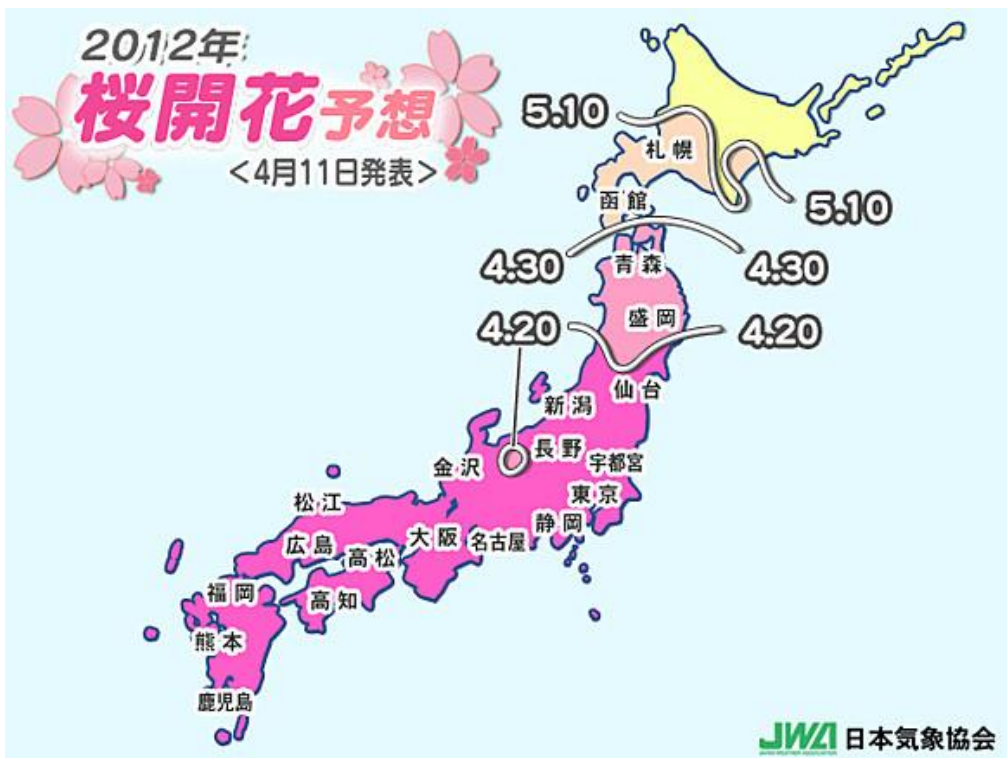 2012年
桜開花予想
<4月11日発表>
5.10
札幌
函館
5.10
4.30
青森
4.30
盛岡
4.20
4.20
仙台
新潟
長野
金沢
宇都宮
東京
松江
静岡
大阪
名古屋
広島
高松
福岡
高知
熊本
鹿児島
JWA 日本気象協会